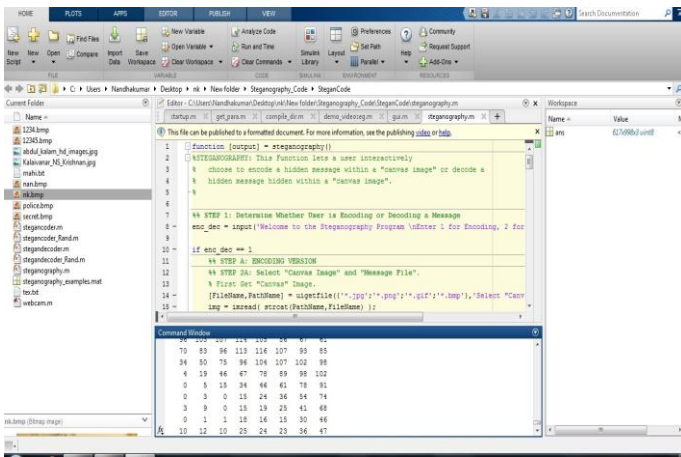 HOME PLOTS APPS EDITOR PUBLISH VIEW Search Documentation
New Script New Open Find Files Compare Import Data Save Workspace New Variable Open Variable Clear Workspace Analyze Code Run and Time Clear Commands Simulink Library Layout Preferences Set Path Parallel Help Community Request Support Add-Ons
FILE VARIABLE CODE SIMULINK ENVIRONMENT RESOURCES
C: Users Nandhakumar Desktop nk New folder Steganography_Code SteganCode
Current Folder
Name
1234.bmp
12345.bmp
abdul_kalam_hd_images.jpg
Kalaivanar_NS_Krishnan.jpg
mahi.txt
nan.bmp
nk.bmp
police.bmp
secret.bmp
stegancoder.m
stegancoder_Rand.m
stegandecoder.m
stegandecoder_Rand.m
steganography.m
steganography_examples.mat
tex.txt
webcam.m
nk.bmp (Bitmap image)
Editor - C:\Users\Nandhakumar\Desktop\nk\New folder\Steganography_Code\SteganCode\steganography.m
startup.m get_para.m compile_dir.m demo_videoseg.m gui.m steganography.m
This file can be published to a formatted document. For more information, see the publishing video or help.
1 function [output] = steganography()
2 %STEGANOGRAPHY: This Function lets a user interactively
3 % choose to encode a hidden message within a "canvas image" or decode a
4 % hidden message hidden within a "canvas image".
5 %
6
7 %% STEP 1: Determine Whether User is Encoding or Decoding a Message
8 enc_dec = input('Welcome to the Steganography Program \nEnter 1 for Encoding, 2 for
9
10 if enc_dec == 1
11 %% STEP A: ENCODING VERSION
12 %% STEP 2A: Select "Canvas Image" and "Message File".
13 % First Get "Canvas" Image.
14 [FileName,PathName] = uigetfile({'*.jpg';'*.png';'*.gif';'*.bmp'},'Select "Canv
15 img = imread( strcat(PathName,FileName) );
Command Window
70 83 96 113 116 107 93 85
34 50 75 96 104 107 102 98
4 19 46 67 78 89 98 102
0 5 15 34 46 61 78 91
0 3 0 15 24 36 54 74
3 9 0 15 19 25 41 68
0 1 1 18 16 15 30 46
10 12 10 25 24 23 36 47
fx
Workspace
Name Value
ans 617x998x3 uint8